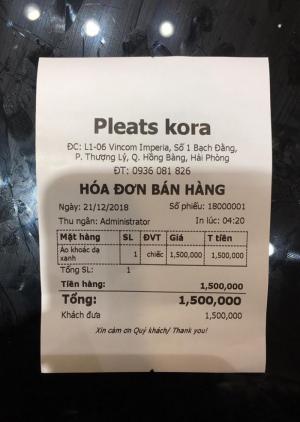 Pleats kora
ĐC: L1-06 Vincom Imperia, Số 1 Bạch Đằng,
P. Thượng Lý, Q. Hồng Bàng, Hải Phòng
ĐT: 0936 081 826
HÓA ĐƠN BÁN HÀNG
Ngày: 21/12/2018 Số phiếu: 18000001
Thu ngân: Administrator In lúc: 04:20
Mặt hàng SL ĐVT Giá T tiền
Áo khoác dạ xanh 1 chiếc 1,500,000 1,500,000
Tổng SL: 1
Tiền hàng: 1,500,000
Tổng: 1,500,000
Khách đưa 1,500,000
Xin cảm ơn Quý khách/ Thank you!